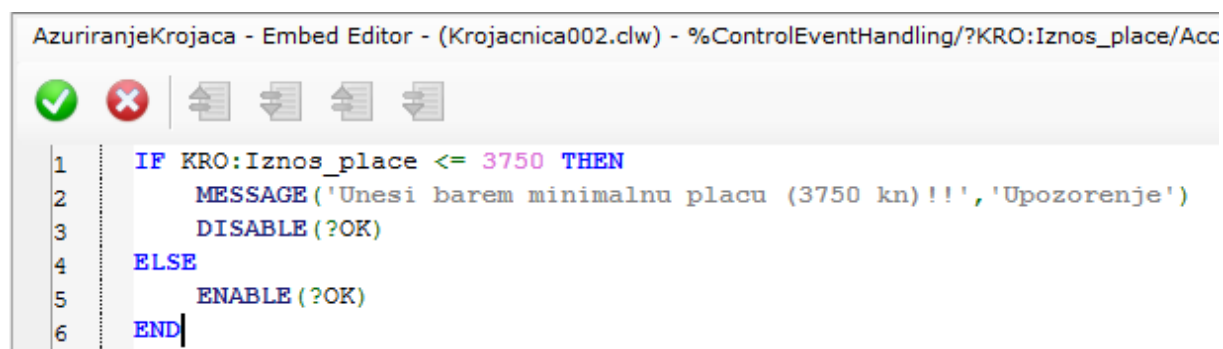 AzuriranjeKrojaca - Embed Editor - (Krojacnica002.clw) - %ControlEventHandling/?KRO:Iznos_place/Acc
1 IF KRO:Iznos_place <= 3750 THEN
2 MESSAGE('Unesi barem minimalnu placu (3750 kn)!!','Upozorenje')
3 DISABLE(?OK)
4 ELSE
5 ENABLE(?OK)
6 END